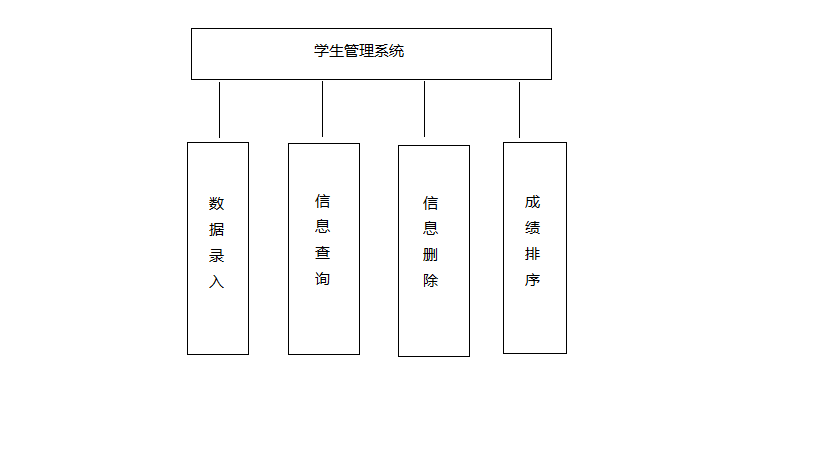 学生管理系统
数据录入
信息查询
信息删除
成绩排序